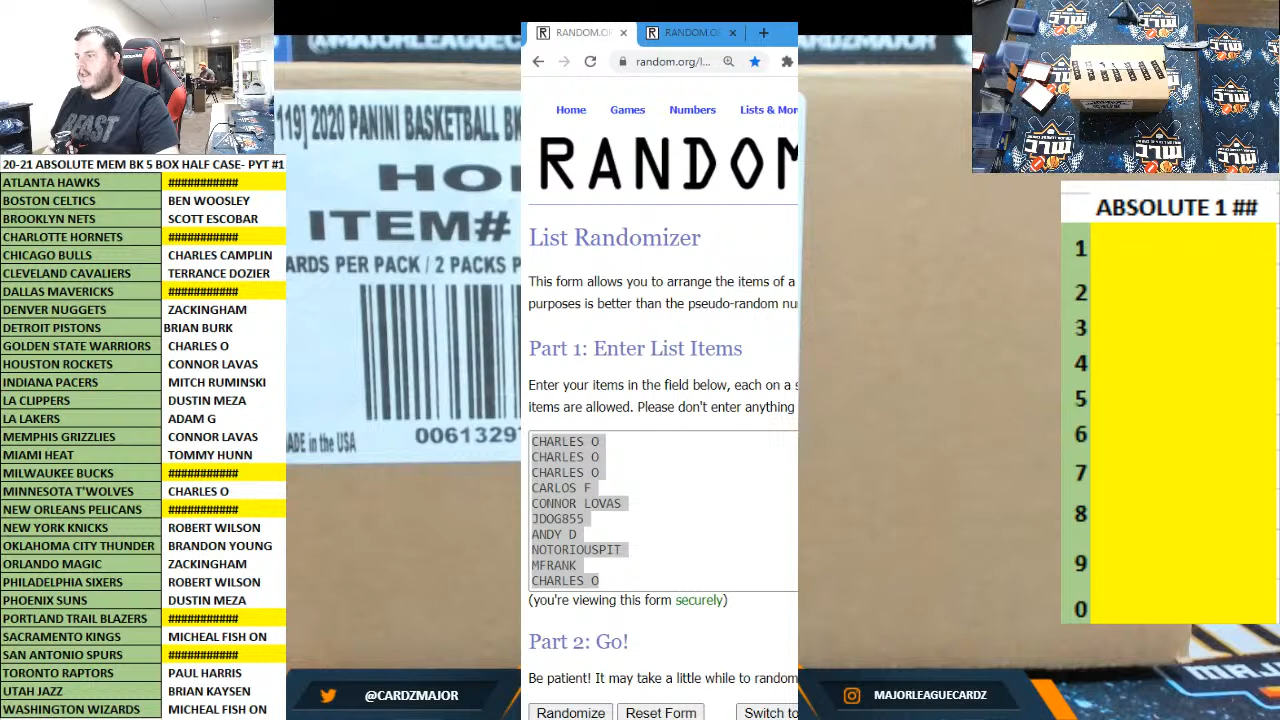 BEAST
20-21 ABSOLUTE MEM BK 5 BOX HALF CASE- PYT #1
ATLANTA HAWKS ###########
BOSTON CELTICS BEN WOOSLEY
BROOKLYN NETS SCOTT ESCOBAR
CHARLOTTE HORNETS ###########
CHICAGO BULLS CHARLES CAMPLIN
CLEVELAND CAVALIERS TERRANCE DOZIER
DALLAS MAVERICKS ###########
DENVER NUGGETS ZACKINGHAM
DETROIT PISTONS BRIAN BURK
GOLDEN STATE WARRIORS CHARLES O
HOUSTON ROCKETS CONNOR LAVAS
INDIANA PACERS MITCH RUMINSKI
LA CLIPPERS DUSTIN MEZA
LA LAKERS ADAM G
MEMPHIS GRIZZLIES CONNOR LAVAS
MIAMI HEAT TOMMY HUNN
MILWAUKEE BUCKS ###########
MINNESOTA T'WOLVES CHARLES O
NEW ORLEANS PELICANS ###########
NEW YORK KNICKS ROBERT WILSON
OKLAHOMA CITY THUNDER BRANDON YOUNG
ORLANDO MAGIC ZACKINGHAM
PHILADELPHIA SIXERS ROBERT WILSON
PHOENIX SUNS DUSTIN MEZA
PORTLAND TRAIL BLAZERS ###########
SACRAMENTO KINGS MICHEAL FISH ON
SAN ANTONIO SPURS ###########
TORONTO RAPTORS PAUL HARRIS
UTAH JAZZ BRIAN KAYSEN
WASHINGTON WIZARDS MICHEAL FISH ON
@MAJORLEAGUECARDZ
119] 2020 PANINI BASKETBALL BK
HO
ITEM#
ARDS PER PACK / 2 PACKS P
MADE in the USA
00613297
@CARDZMAJOR
RANDOM.OR RANDOM.OS
random.org/l...
Home Games Numbers Lists & Mor
RANDOM
List Randomizer
This form allows you to arrange the items of a
purposes is better than the pseudo-random nu
Part 1: Enter List Items
Enter your items in the field below, each on a s
items are allowed. Please don't enter anything
CHARLES O
CHARLES O
CHARLES O
CARLOS F
CONNOR LOVAS
JDOG855
ANDY D
NOTORIOUSPIT
MFRANK
CHARLES O
(you're viewing this form securely)
Part 2: Go!
Be patient! It may take a little while to random
Randomize Reset Form Switch to
ABSOLUTE 1 ##
1
2
3
4
5
6
7
8
9
0
MAJORLEAGUECARDZ